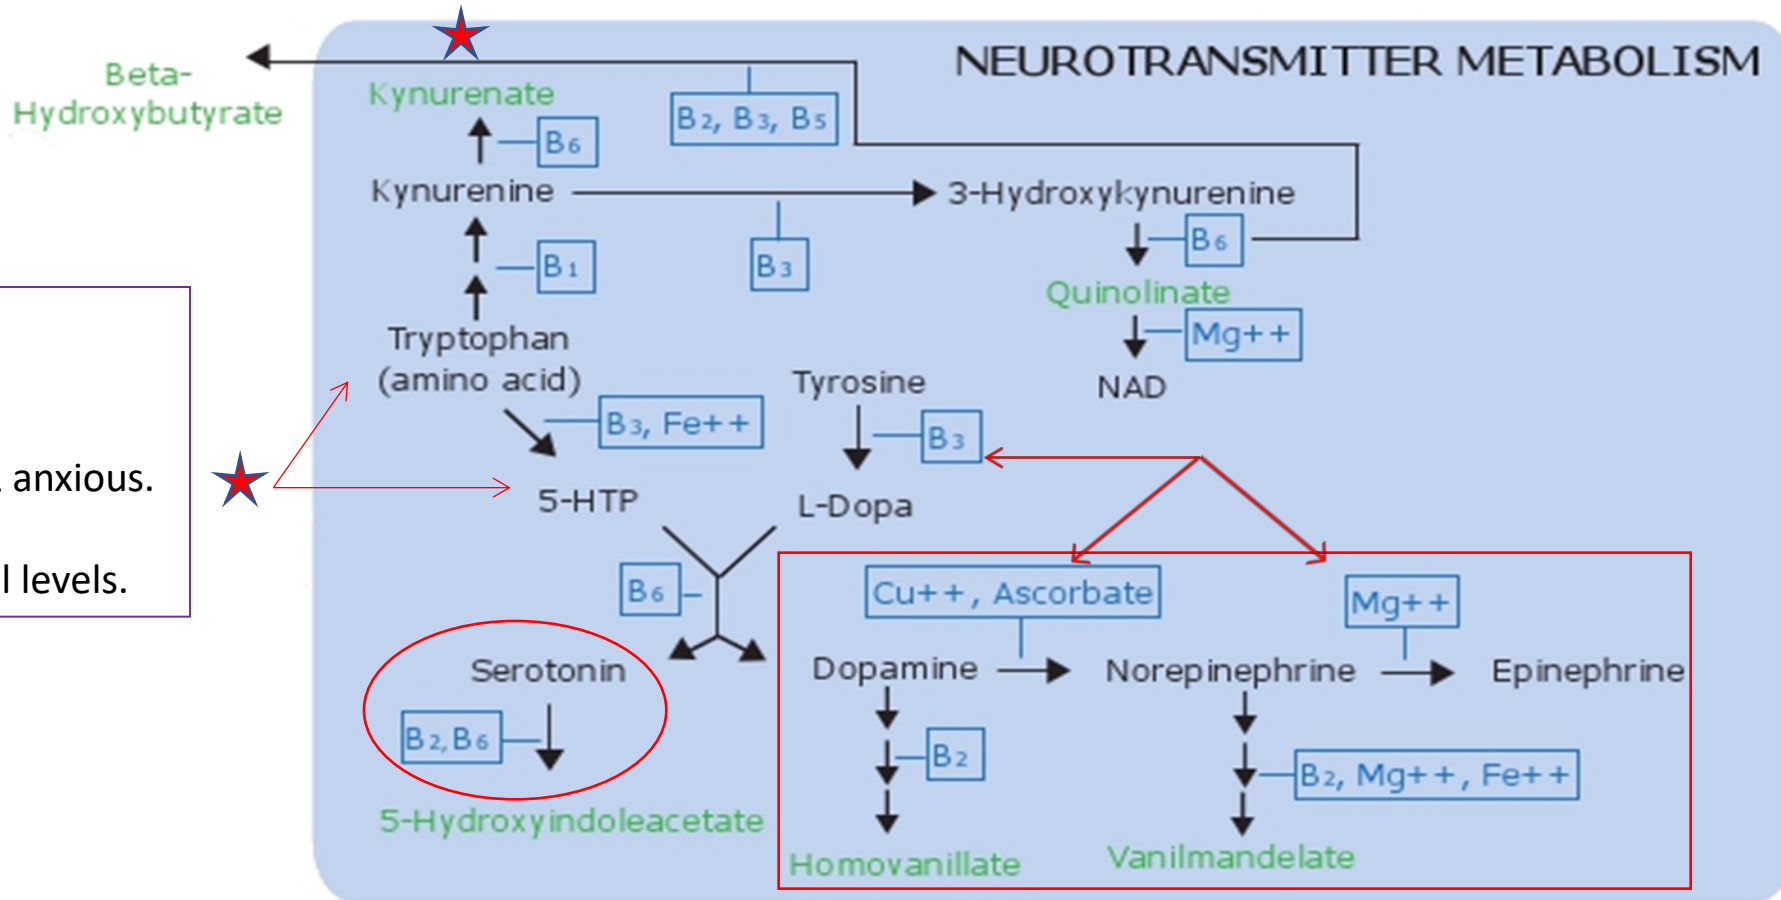 NEUROTRANSMITTER METABOLISM
Beta-
Hydroxybutyrate
Kynurenate
B2, B3, B5
B6
Kynurenine
3-Hydroxykynurenine
B6
B1
B3
Quinolinate
Mg++
Tryptophan
(amino acid)
Tyrosine
NAD
B3, Fe++
B3
anxious.
5-HTP
L-Dopa
levels.
B6
Cu++, Ascorbate
Mg++
Serotonin
Dopamine
Norepinephrine
Epinephrine
B2, B6
B2
B2, Mg++, Fe++
5-Hydroxyindoleacetate
Homovanillate
Vanilmandelate